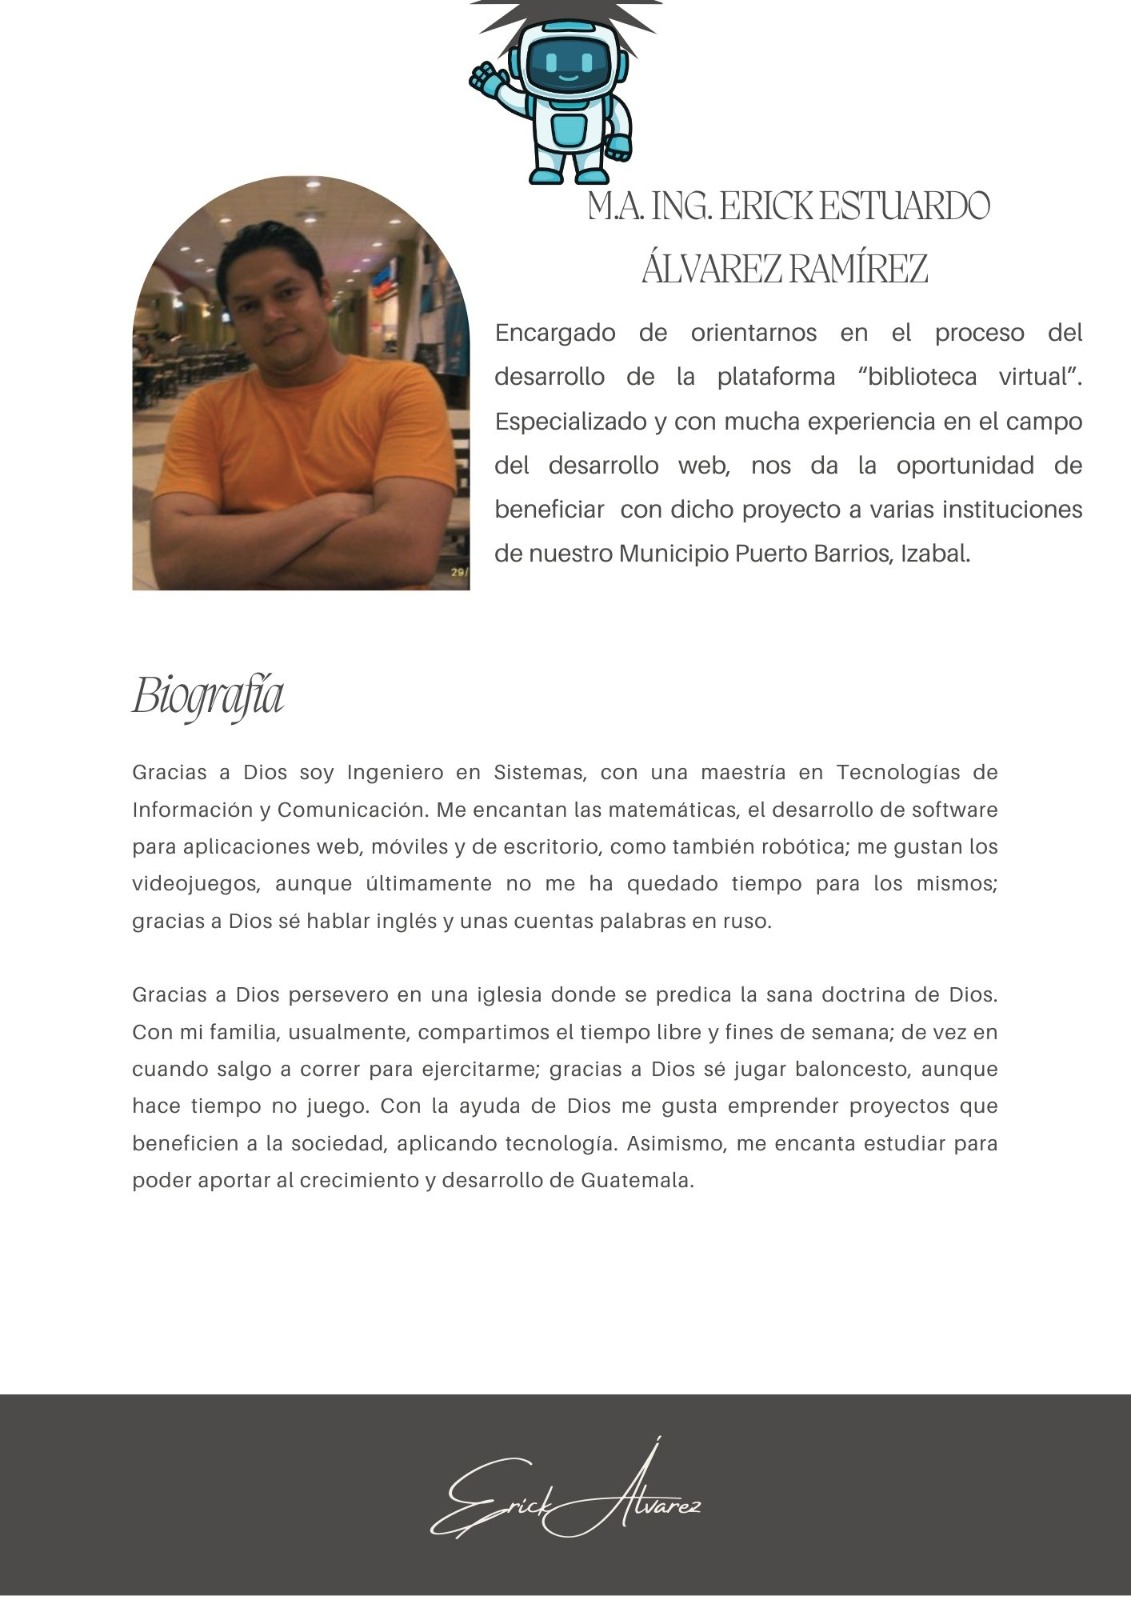 M.A. ING. ERICK ESTUARDO
ÁLVAREZ RAMÍREZ
Encargado de orientarnos en el proceso del
desarrollo de la plataforma “biblioteca virtual”.
Especializado y con mucha experiencia en el campo
del desarrollo web, nos da la oportunidad de
beneficiar con dicho proyecto a varias instituciones
de nuestro Municipio Puerto Barrios, Izabal.
29/
Biografía
Gracias a Dios soy Ingeniero en Sistemas, con una maestría en Tecnologías de
Información y Comunicación. Me encantan las matemáticas, el desarrollo de software
para aplicaciones web, móviles y de escritorio, como también robótica; me gustan los
videojuegos, aunque últimamente no me ha quedado tiempo para los mismos;
gracias a Dios sé hablar inglés y unas cuentas palabras en ruso.
Gracias a Dios persevero en una iglesia donde se predica la sana doctrina de Dios.
Con mi familia, usualmente, compartimos el tiempo libre y fines de semana; de vez en
cuando salgo a correr para ejercitarme; gracias a Dios sé jugar baloncesto, aunque
hace tiempo no juego. Con la ayuda de Dios me gusta emprender proyectos que
beneficien a la sociedad, aplicando tecnología. Asimismo, me encanta estudiar para
poder aportar al crecimiento y desarrollo de Guatemala.
Erick Álvarez